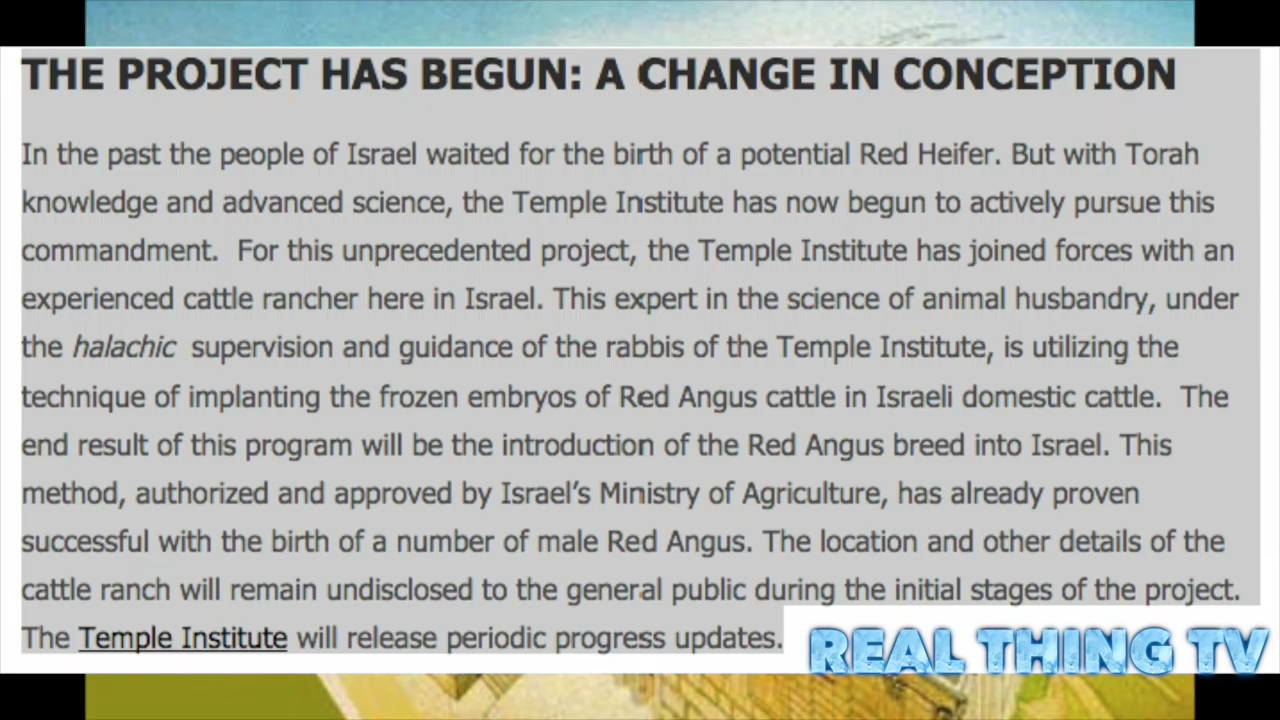 THE PROJECT HAS BEGUN: A CHANGE IN CONCEPTION
In the past the people of Israel waited for the birth of a potential Red Heifer. But with Torah
knowledge and advanced science, the Temple Institute has now begun to actively pursue this
commandment.  For this unprecedented project, the Temple Institute has joined forces with an
experienced cattle rancher here in Israel. This expert in the science of animal husbandry, under
the halachic  supervision and guidance of the rabbis of the Temple Institute, is utilizing the
technique of implanting the frozen embryos of Red Angus cattle in Israeli domestic cattle.  The
end result of this program will be the introduction of the Red Angus breed into Israel. This
method, authorized and approved by Israel’s Ministry of Agriculture, has already proven
successful with the birth of a number of male Red Angus. The location and other details of the
cattle ranch will remain undisclosed to the general public during the initial stages of the project.
The Temple Institute will release periodic progress updates.
REAL THING TV